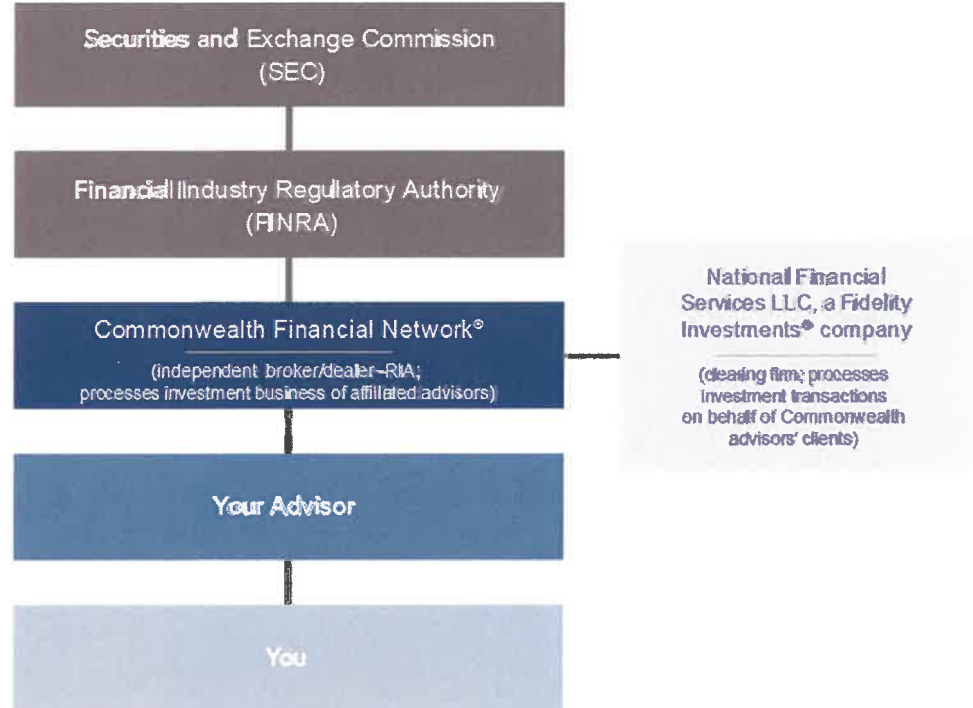 Securities and Exchange Commission
(SEC)
Financial Industry Regulatory Authority
(FINRA)
Commonwealth Financial Network®
(independent broker/dealer–RIA;
processes investment business of affiliated advisors)
National Financial
Services LLC, a Fidelity
Investments® company
(clearing firm; processes
investment transactions
on behalf of Commonwealth
advisors' clients)
Your Advisor
You